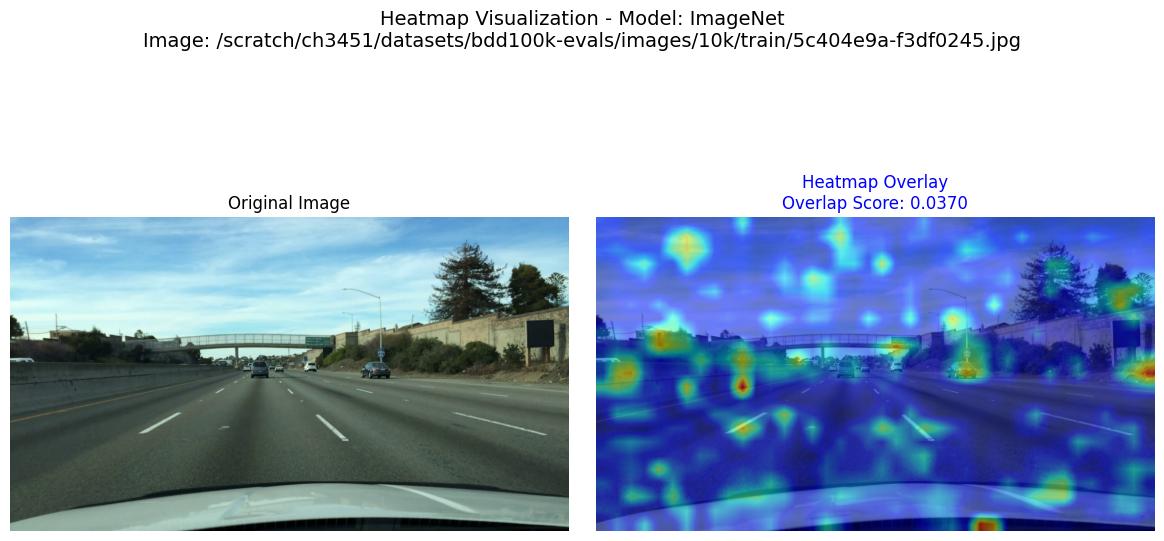 Heatmap Visualization - Model: ImageNet
Image: /scratch/ch3451/datasets/bdd100k-evals/images/10k/train/5c404e9a-f3df0245.jpg
Original Image
Heatmap Overlay
Overlap Score: 0.0370